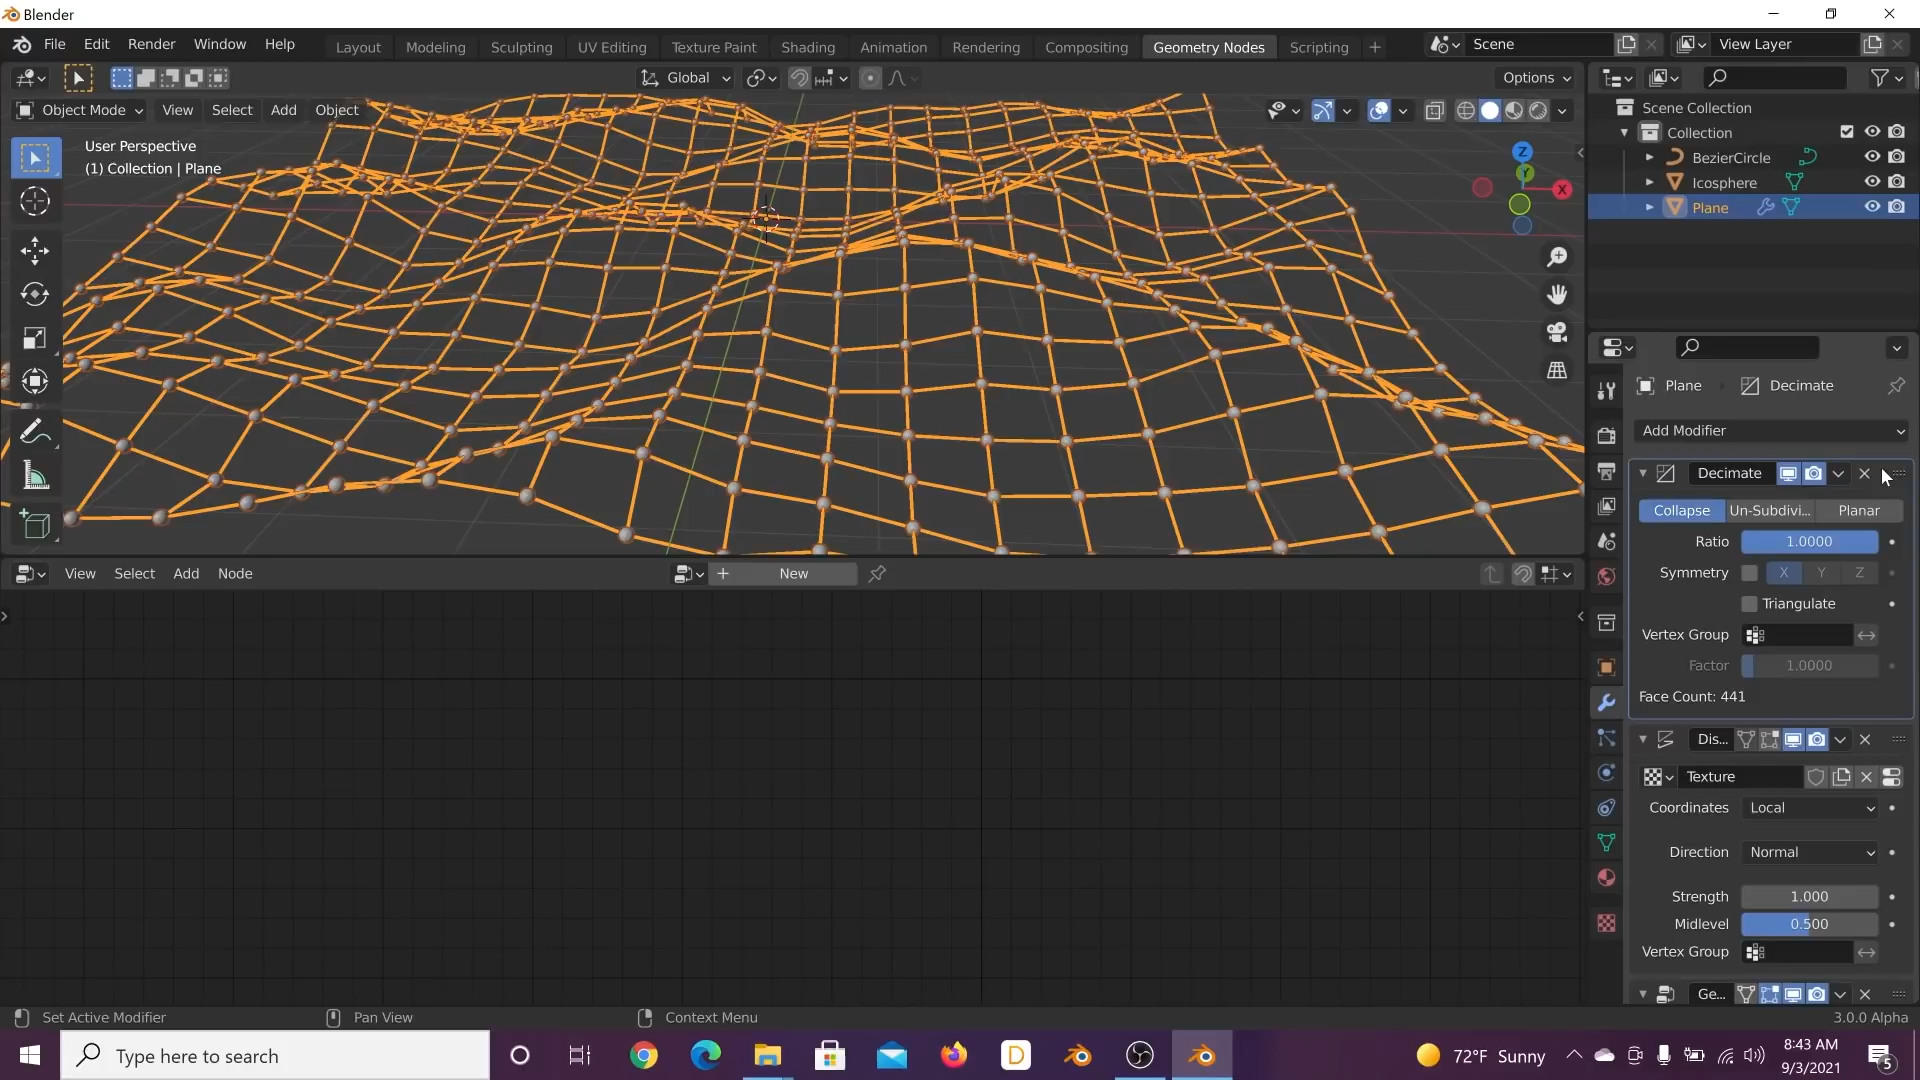 Blender
File Edit Render Window Help Layout Modeling Sculpting UV Editing Texture Paint Shading Animation Rendering Compositing Geometry Nodes Scripting + Scene View Layer
Global Options
Object Mode View Select Add Object
User Perspective
(1) Collection | Plane
Z
Y
X
Scene Collection
Collection
BezierCircle
Icosphere
Plane
Plane Decimate
Add Modifier
Decimate
Collapse Un-Subdivi... Planar
Ratio 1.0000
Symmetry X Y Z
Triangulate
Vertex Group
Factor 1.0000
Face Count: 441
Dis...
Texture
Coordinates Local
Direction Normal
Strength 1.000
Midlevel 0.500
Vertex Group
Ge...
View Select Add Node + New
Set Active Modifier Pan View Context Menu 3.0.0 Alpha
Type here to search
D
72°F Sunny
8:43 AM
9/3/2021
5